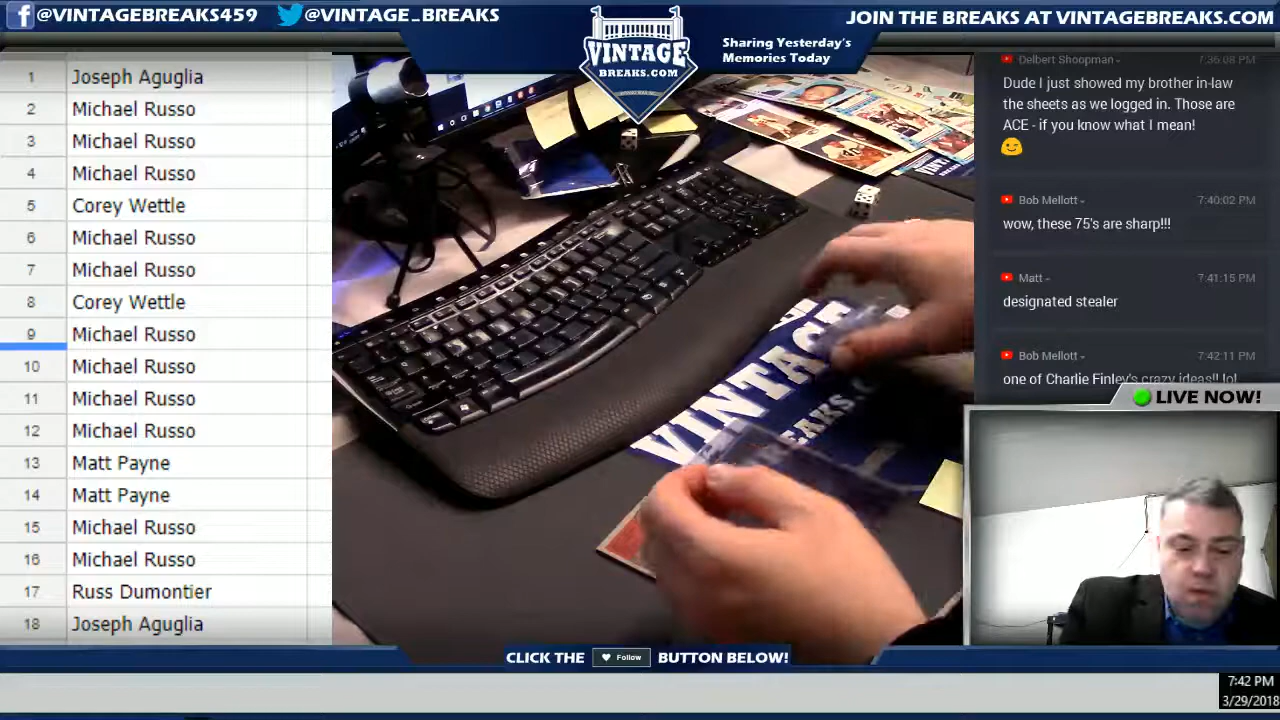 @VINTAGEBREAKS459
@VINTAGE_BREAKS
VINTAGE
BREAKS.COM
Sharing Yesterday's
Memories Today
JOIN THE BREAKS AT VINTAGEBREAKS.COM
1 Joseph Aguglia
2 Michael Russo
3 Michael Russo
4 Michael Russo
5 Corey Wettle
6 Michael Russo
7 Michael Russo
8 Corey Wettle
9 Michael Russo
10 Michael Russo
11 Michael Russo
12 Michael Russo
13 Matt Payne
14 Matt Payne
15 Michael Russo
16 Michael Russo
17 Russ Dumontier
18 Joseph Aguglia
VINTAGE
Delbert Shoopman 7:36:08 PM
Dude I just showed my brother in-law
the sheets as we logged in. Those are
ACE - if you know what I mean!
Bob Mellott 7:40:02 PM
wow, these 75's are sharp!!!
Matt 7:41:15 PM
designated stealer
Bob Mellott 7:42:11 PM
one of Charlie Finley's crazy ideas!! lol
LIVE NOW!
CLICK THE Follow BUTTON BELOW!
7:42 PM
3/29/2018